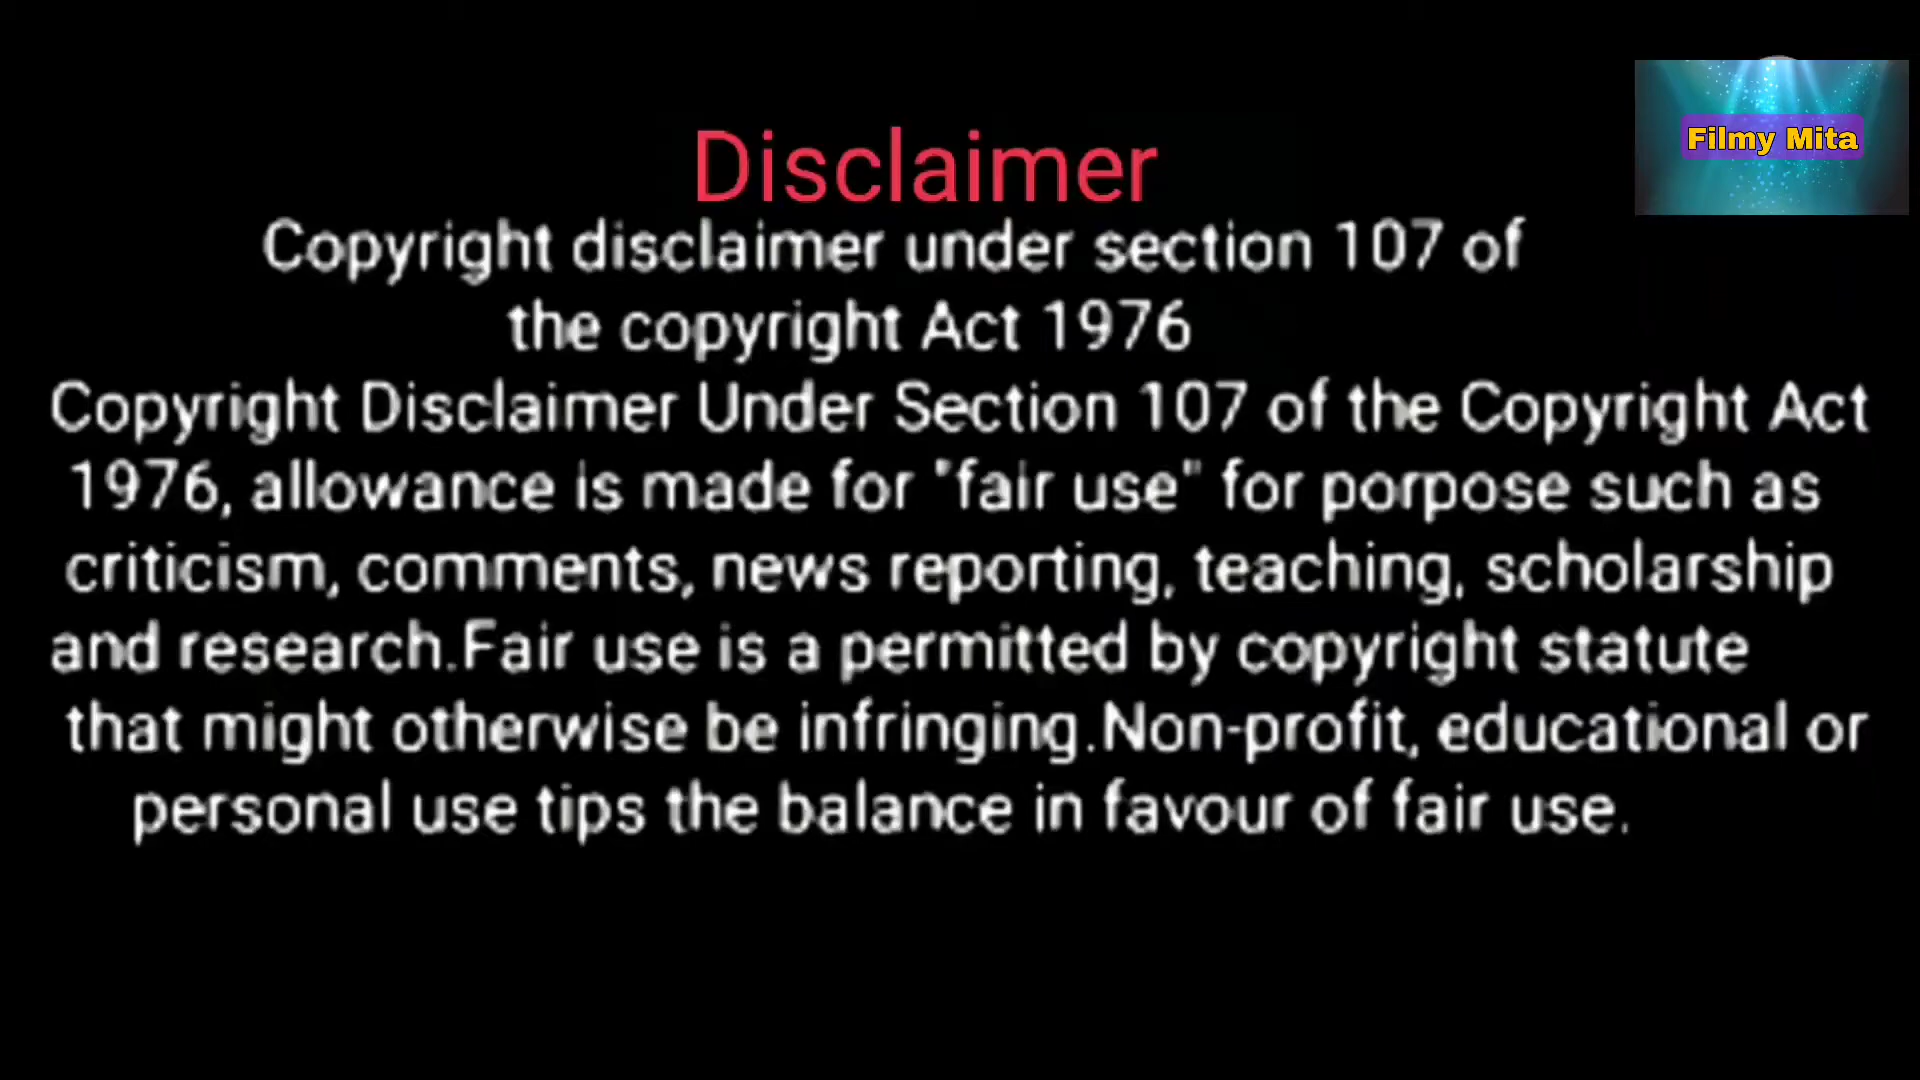 Filmy Mita
Disclaimer
Copyright disclaimer under section 107 of
the copyright Act 1976
Copyright Disclaimer Under Section 107 of the Copyright Act
1976, allowance is made for "fair use" for porpose such as
criticism, comments, news reporting, teaching, scholarship
and research.Fair use is a permitted by copyright statute
that might otherwise be infringing.Non-profit, educational or
personal use tips the balance in favour of fair use.